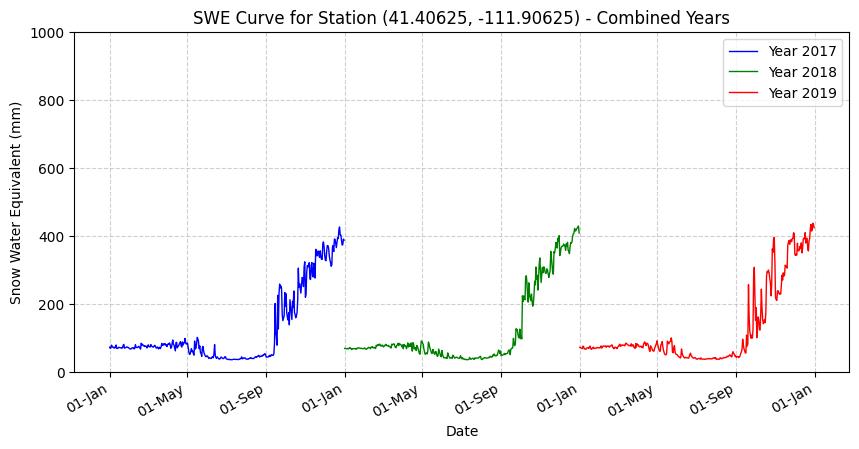 SWE Curve for Station (41.40625, -111.90625) - Combined Years
1000
800
600
400
200
0
Snow Water Equivalent (mm)
Year 2017
Year 2018
Year 2019
01-Jan
01-May
01-Sep
01-Jan
01-May
01-Sep
01-Jan
01-May
01-Sep
01-Jan
Date